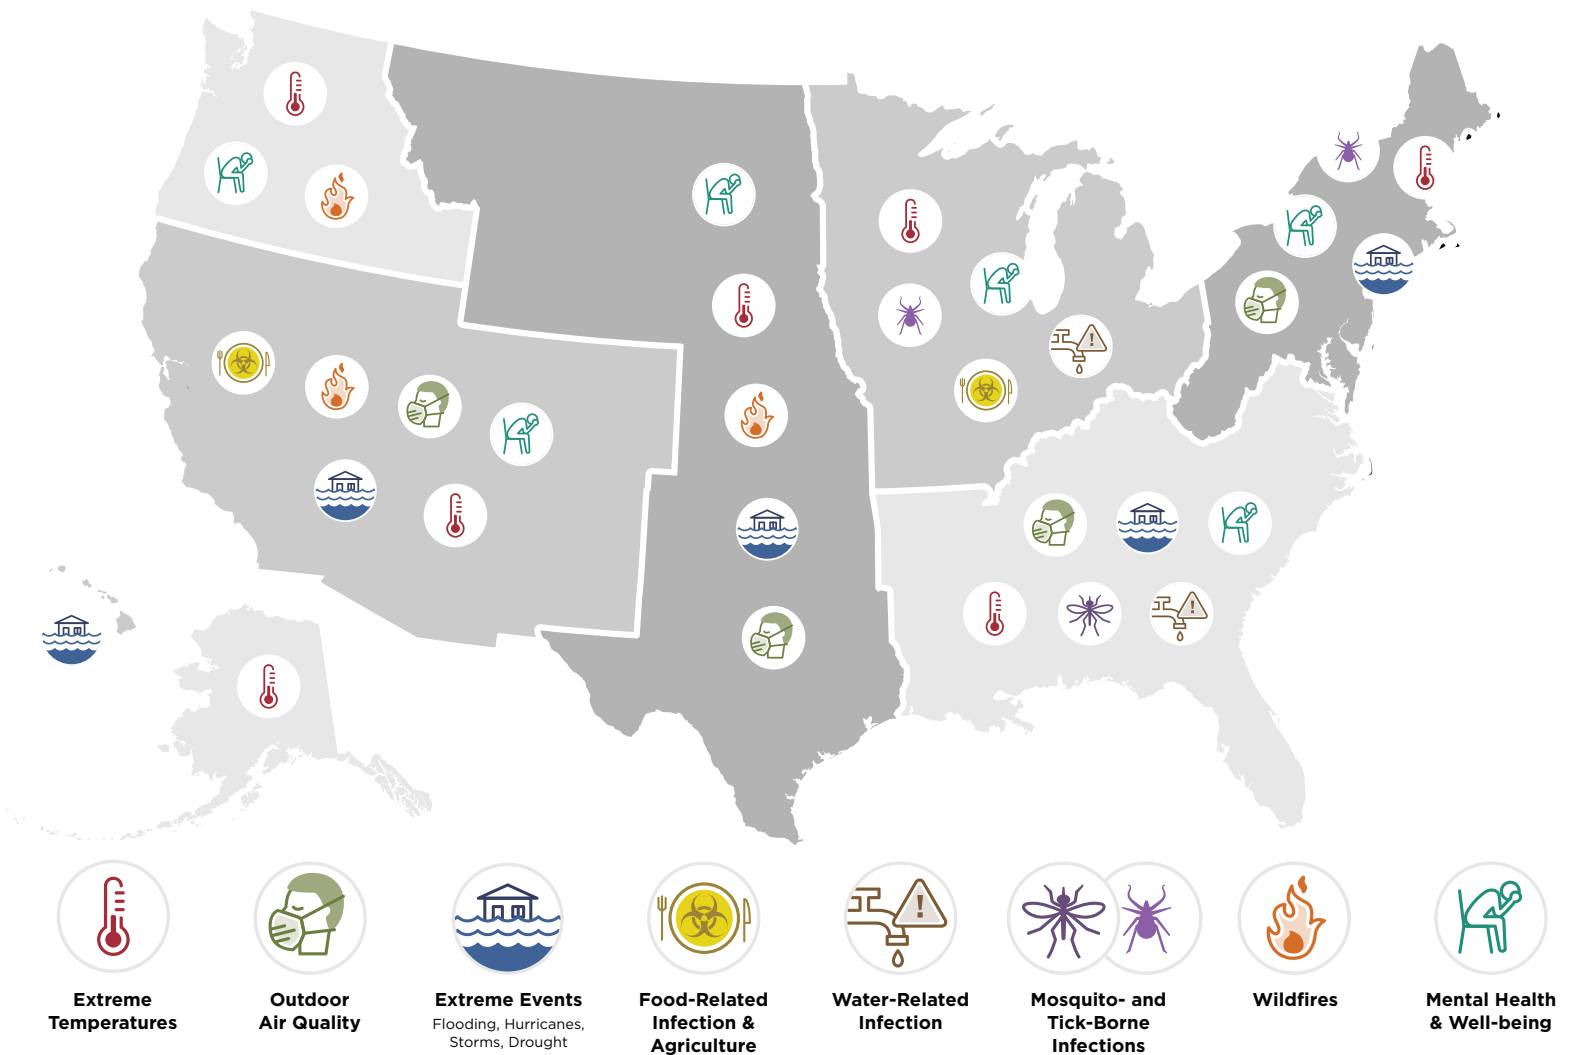 Extreme
Temperatures
Outdoor
Air Quality
Extreme Events
Flooding, Hurricanes,
Storms, Drought
Food-Related
Infection &
Agriculture
Water-Related
Infection
Mosquito- and
Tick-Borne
Infections
Wildfires
Mental Health
& Well-being